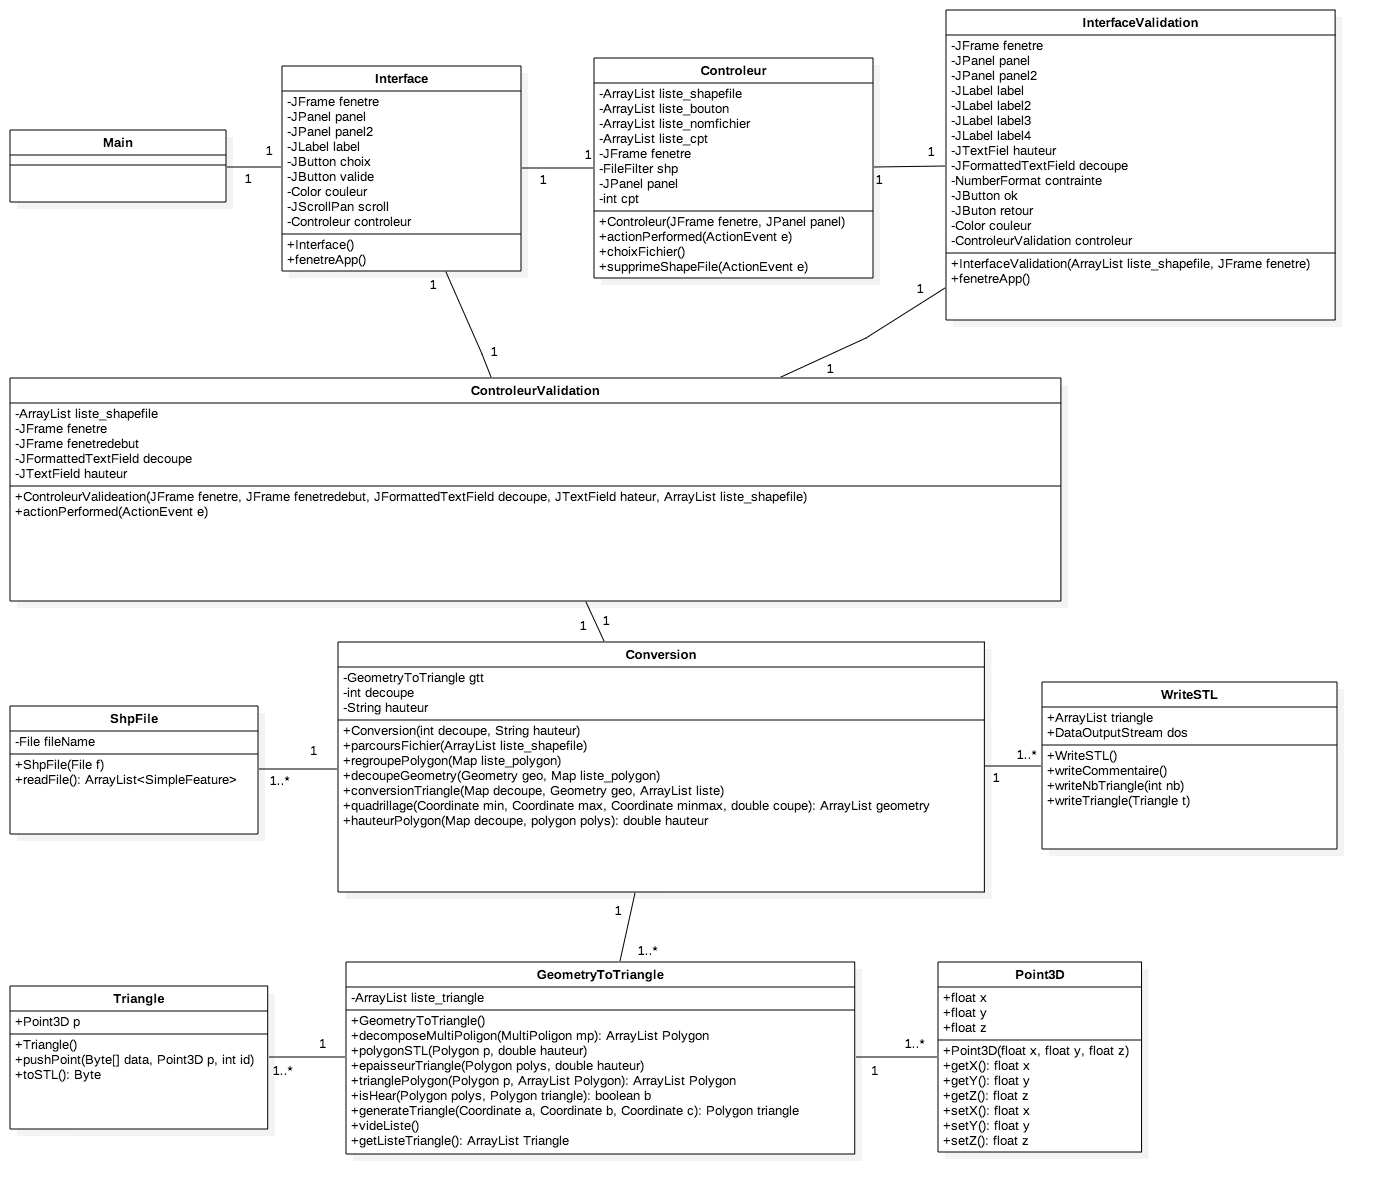 Main
1
1
Interface
-JFrame fenetre
-JPanel panel
-JPanel panel2
-JLabel label
-JButton choix
-JButton valide
-Color couleur
-JScrollPan scroll
-Controleur controleur
+Interface()
+fenetreApp()
1
1
Controleur
-ArrayList liste_shapefile
-ArrayList liste_bouton
-ArrayList liste_nomfichier
-ArrayList liste_cpt
-JFrame fenetre
-FileFilter shp
-JPanel panel
-int cpt
+Controleur(JFrame fenetre, JPanel panel)
+actionPerformed(ActionEvent e)
+choixFichier()
+supprimeShapeFile(ActionEvent e)
1
1
InterfaceValidation
-JFrame fenetre
-JPanel panel
-JPanel panel2
-JLabel label
-JLabel label2
-JLabel label3
-JLabel label4
-JTextFiel hauteur
-JFormattedTextField decoupe
-NumberFormat contrainte
-JButton ok
-JButon retour
-Color couleur
-ControleurValidation controleur
+InterfaceValidation(ArrayList liste_shapefile, JFrame fenetre)
+fenetreApp()
1
1
1
1
ControleurValidation
-ArrayList liste_shapefile
-JFrame fenetre
-JFrame fenetredebut
-JFormattedTextField decoupe
-JTextField hauteur
+ControleurValideation(JFrame fenetre, JFrame fenetredebut, JFormattedTextField decoupe, JTextField hateur, ArrayList liste_shapefile)
+actionPerformed(ActionEvent e)
1
1
ShpFile
-File fileName
+ShpFile(File f)
+readFile(): ArrayList<SimpleFeature>
1
1..*
Conversion
-GeometryToTriangle gtt
-int decoupe
-String hauteur
+Conversion(int decoupe, String hauteur)
+parcoursFichier(ArrayList liste_shapefile)
+regroupePolygon(Map liste_polygon)
+decoupeGeometry(Geometry geo, Map liste_polygon)
+conversionTriangle(Map decoupe, Geometry geo, ArrayList liste)
+quadrillage(Coordinate min, Coordinate max, Coordinate minmax, double coupe): ArrayList geometry
+hauteurPolygon(Map decoupe, polygon polys): double hauteur
1..*
1
WriteSTL
+ArrayList triangle
+DataOutputStream dos
+WriteSTL()
+writeCommentaire()
+writeNbTriangle(int nb)
+writeTriangle(Triangle t)
1
1..*
Triangle
+Point3D p
+Triangle()
+pushPoint(Byte[] data, Point3D p, int id)
+toSTL(): Byte
1
1..*
GeometryToTriangle
-ArrayList liste_triangle
+GeometryToTriangle()
+decomposeMultiPoligon(MultiPoligon mp): ArrayList Polygon
+polygonSTL(Polygon p, double hauteur)
+epaisseurTriangle(Polygon polys, double hauteur)
+trianglePolygon(Polygon p, ArrayList Polygon): ArrayList Polygon
+isHear(Polygon polys, Polygon triangle): boolean b
+generateTriangle(Coordinate a, Coordinate b, Coordinate c): Polygon triangle
+videListe()
+getListeTriangle(): ArrayList Triangle
1..*
1
Point3D
+float x
+float y
+float z
+Point3D(float x, float y, float z)
+getX(): float x
+getY(): float y
+getZ(): float z
+setX(): float x
+setY(): float y
+setZ(): float z